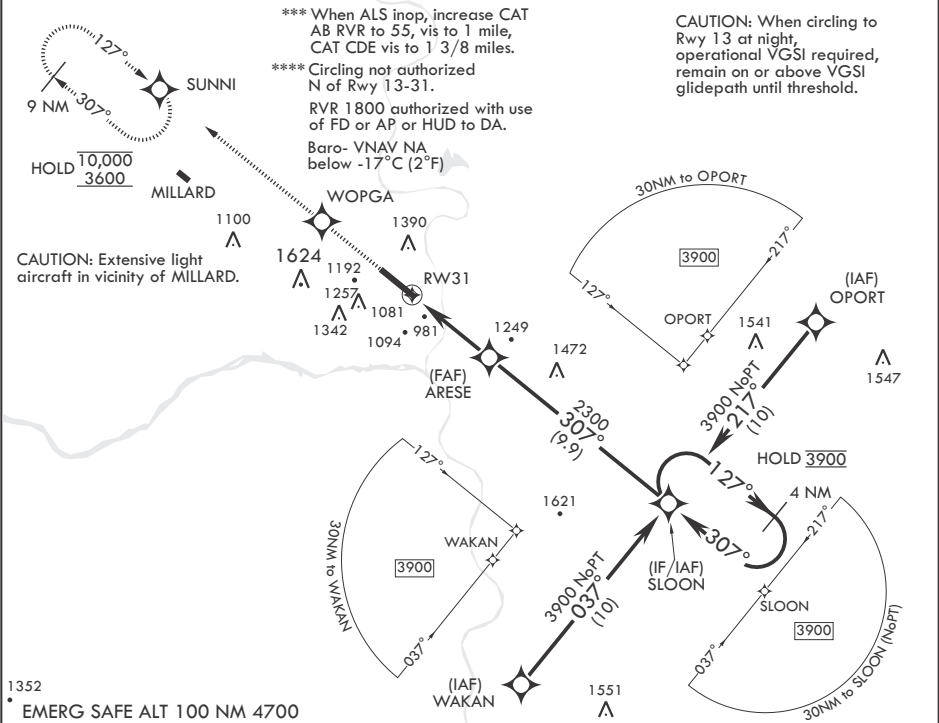 *** When ALS inop, increase CAT
AB RVR to 55, vis to 1 mile,
CAT CDE vis to 1 3/8 miles.
**** Circling not authorized
N of Rwy 13-31.
RVR 1800 authorized with use
of FD or AP or HUD to DA.
Baro- VNAV NA
below -17°C (2°F)
CAUTION: When circling to
Rwy 13 at night,
operational VGSI required,
remain on or above VGSI
glidepath until threshold.
127°
SUNNI
9 NM
307°
HOLD 10,000
3600
MILLARD
WOPGA
1100
1390
CAUTION: Extensive light
aircraft in vicinity of MILLARD.
1624
1192
RW31
1257
1081
1342
981
1094
1249
(FAF)
ARESE
1472
30NM to OPORT
3900
217°
127°
OPORT
(IAF)
OPORT
1541
1547
3900 NoPT
217°
(10)
2300
307°
(9.9)
HOLD 3900
127°
4 NM
307°
1621
(IF/IAF)
SLOON
127°
30NM to WAKAN
WAKAN
3900
037°
3900 NoPT
037°
(10)
217°
SLOON
3900
037°
30NM to SLOON (NoPT)
(IAF)
WAKAN
1551
1352
EMERG SAFE ALT 100 NM 4700